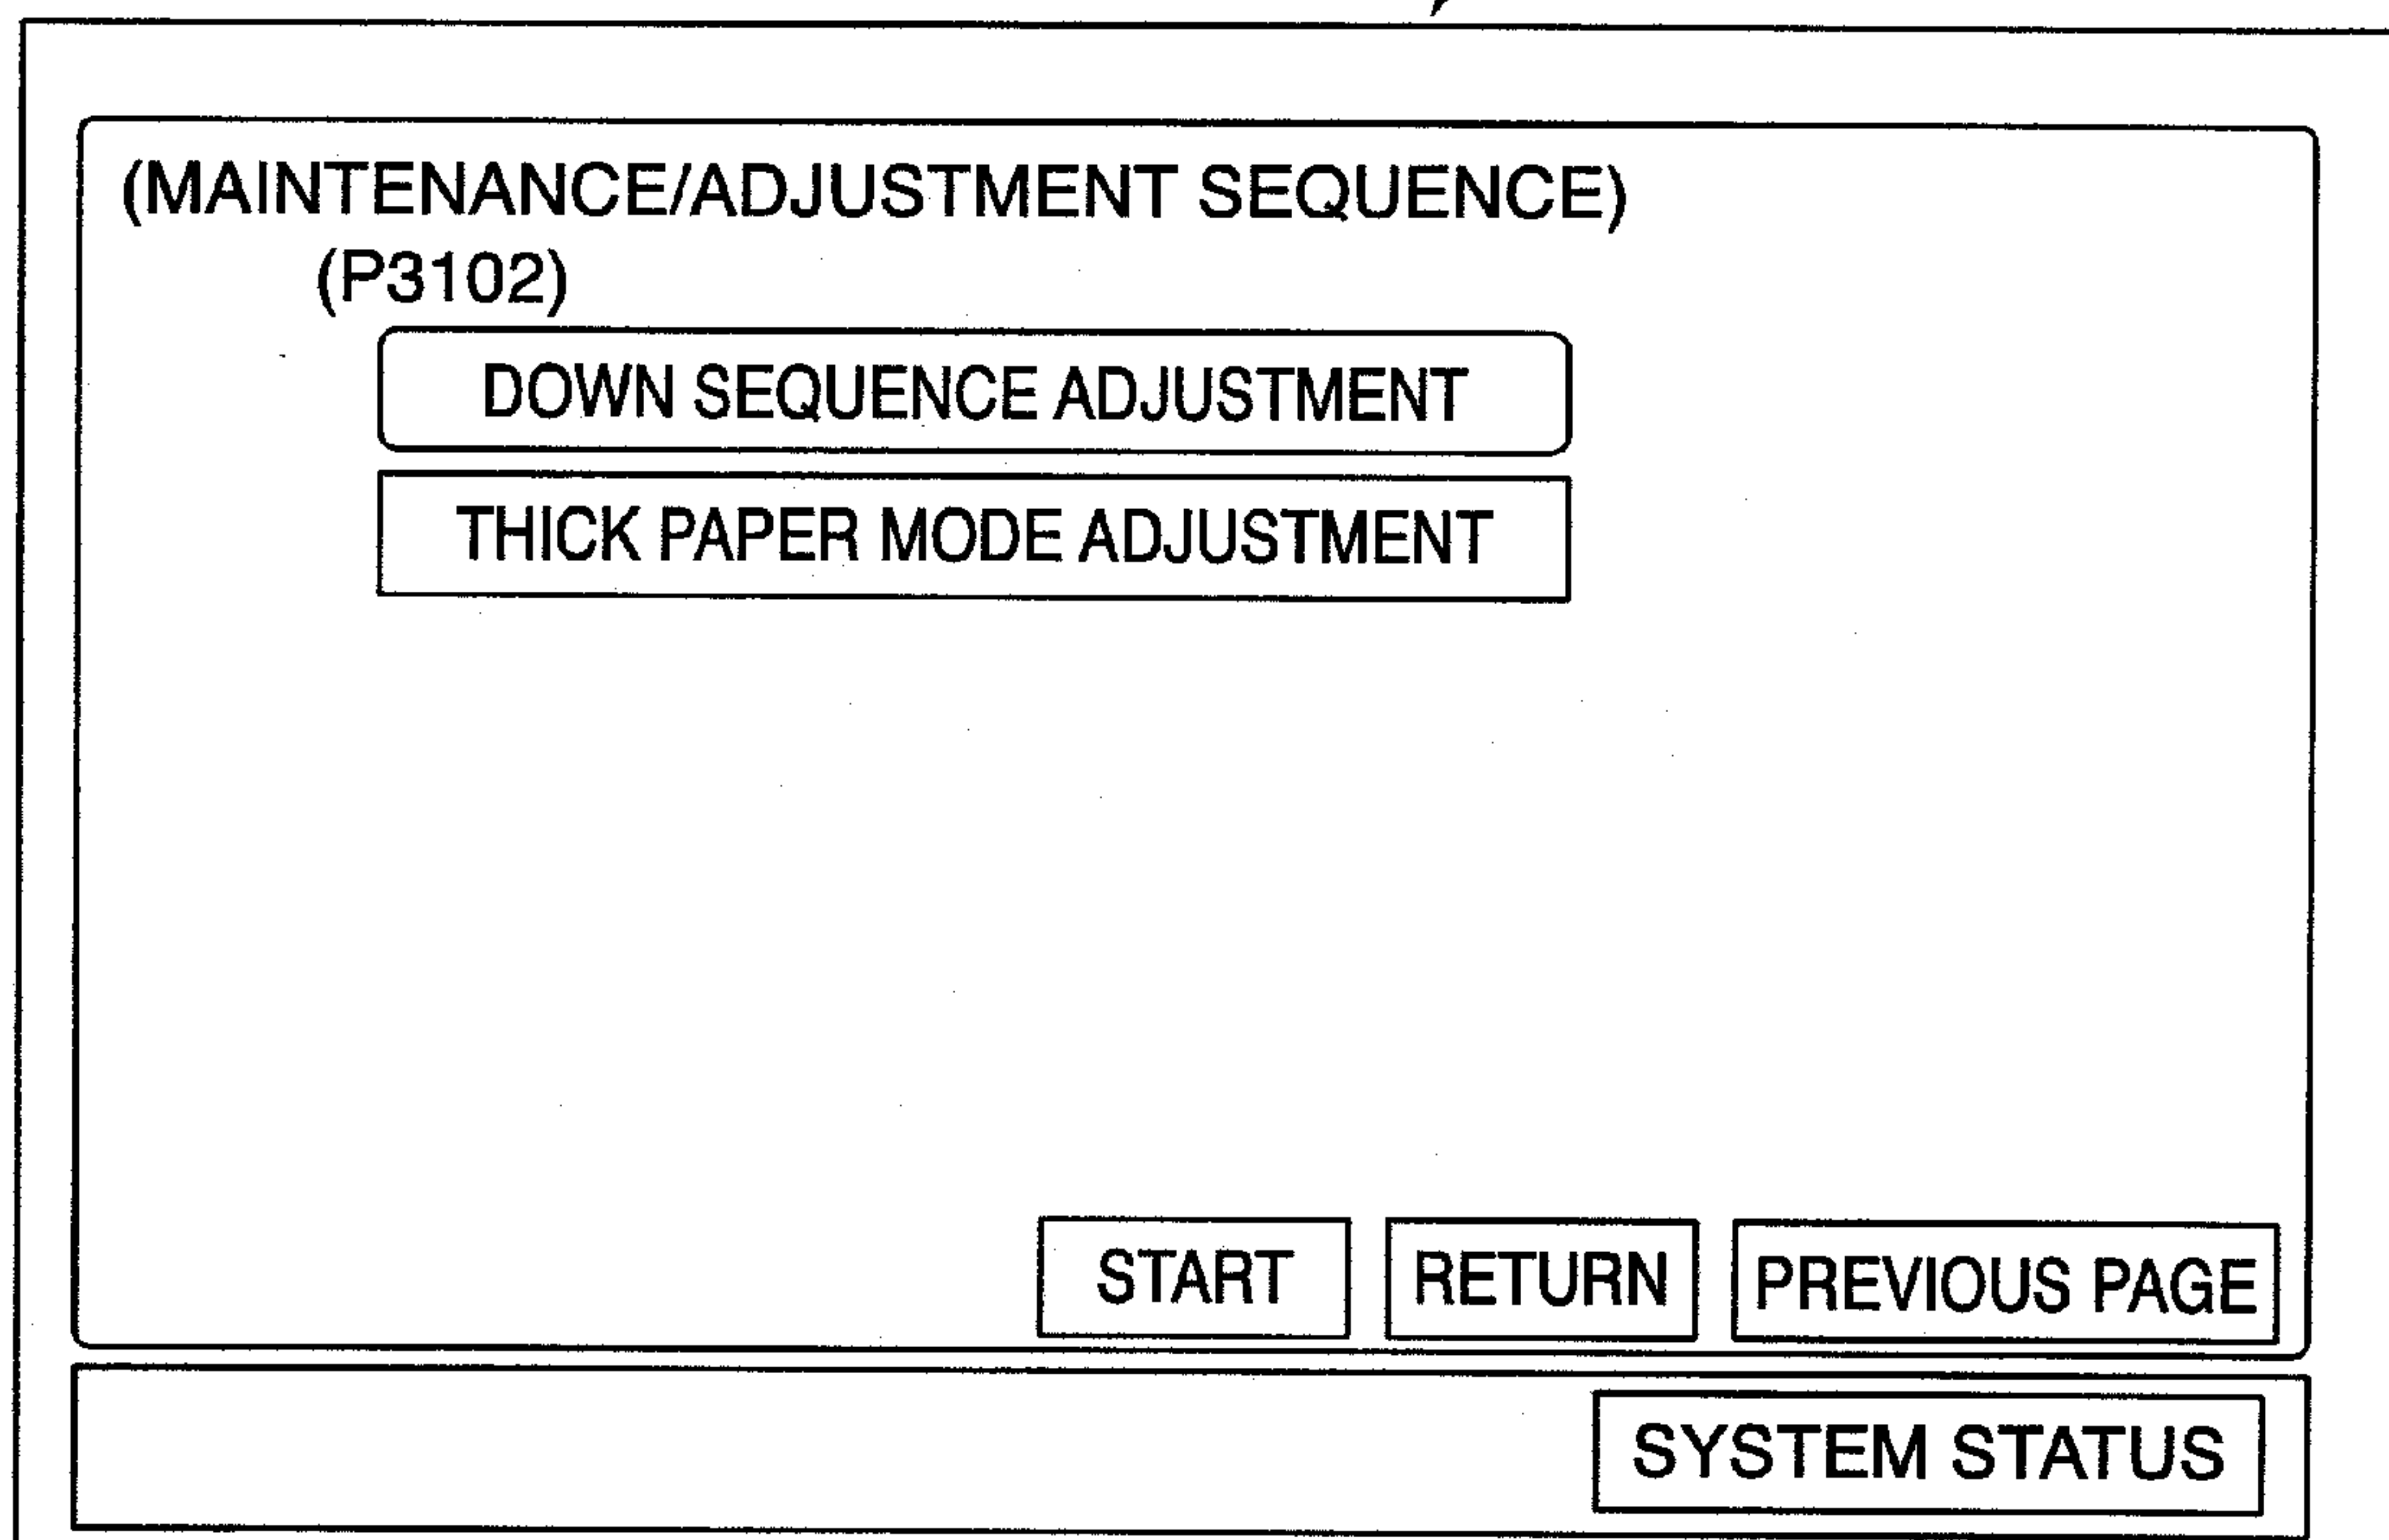 (MAINTENANCE/ADJUSTMENT SEQUENCE)
(P3102)
DOWN SEQUENCE ADJUSTMENT
THICK PAPER MODE ADJUSTMENT
START RETURN PREVIOUS PAGE
SYSTEM STATUS